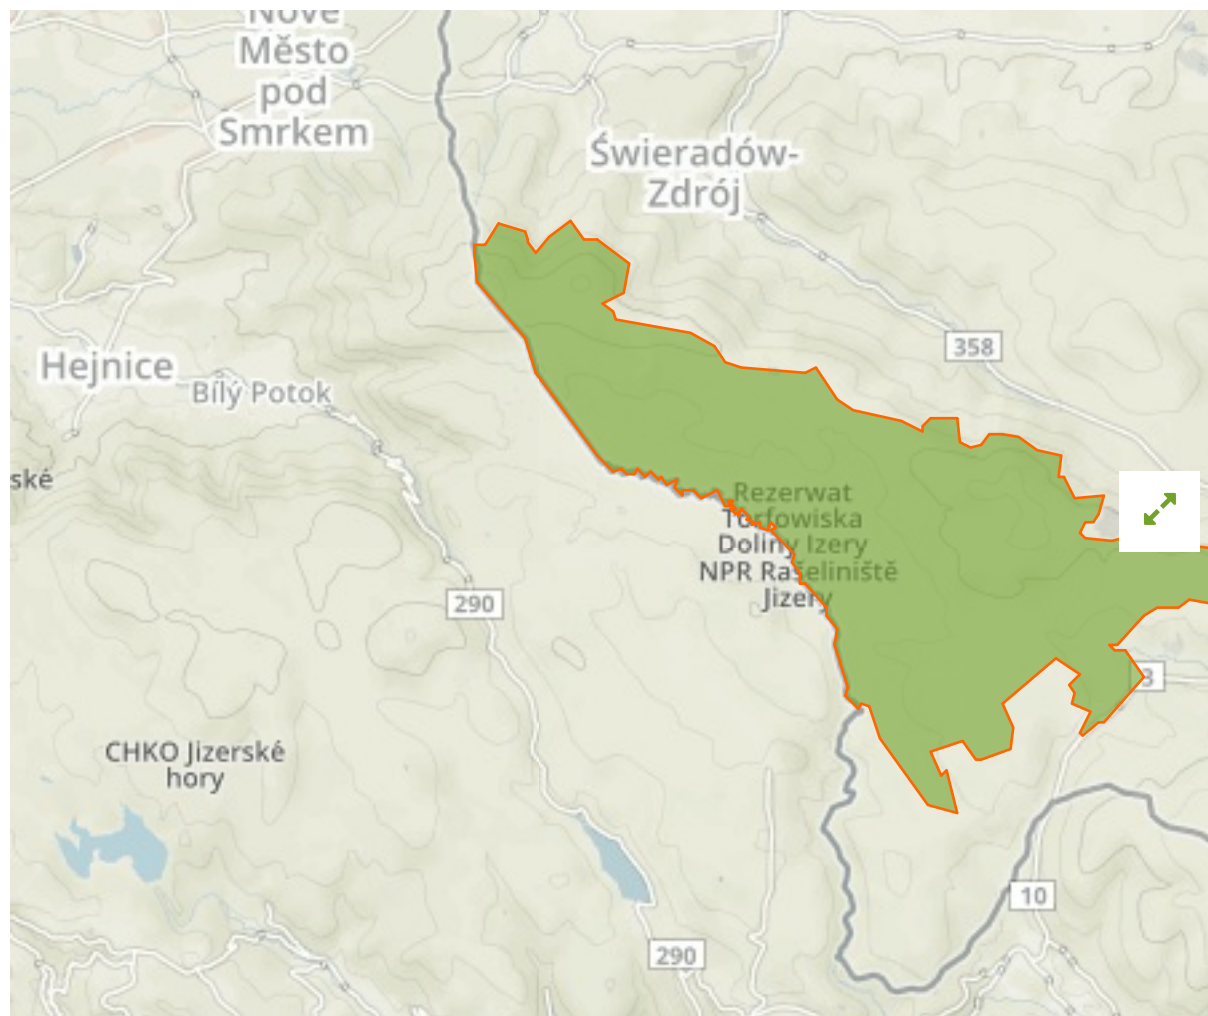 Nové
Město
pod
Smrkem
Świeradów-
Zdrój
358
Hejnice
Bílý Potok
ské
Rezerwat
Torfowiska
Doliny Izery
NPR Rašeliniště
Jizery
290
3
CHKO Jizerské
hory
10
290